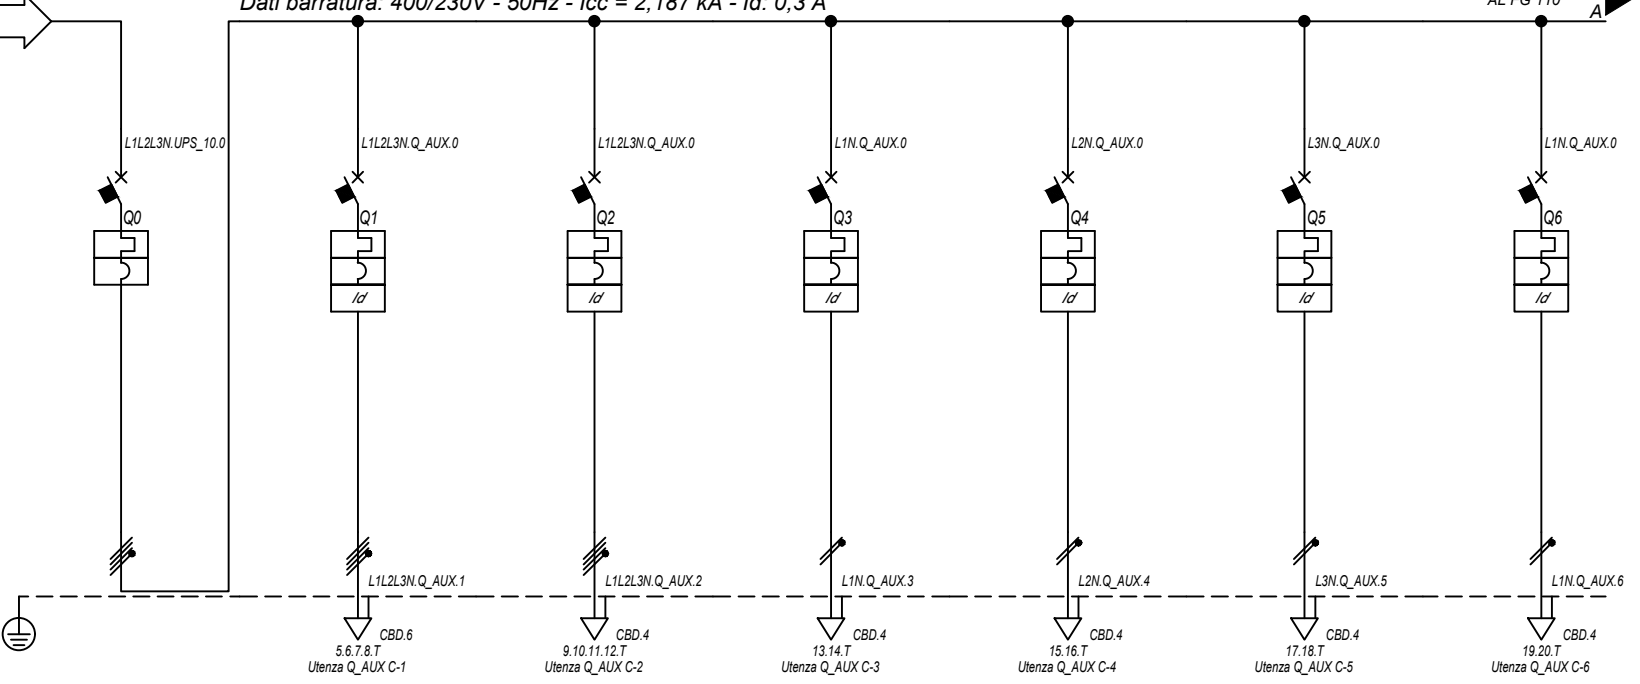 Dati barratura: 400/230V - 50Hz - Icc = 2,187 kA - Id: 0,3 A
A
L1L2L3N.UPS_10.0
L1L2L3N.Q_AUX.0
L1L2L3N.Q_AUX.0
L1N.Q_AUX.0
L2N.Q_AUX.0
L3N.Q_AUX.0
L1N.Q_AUX.0
Q0
Q1
Q2
Q3
Q4
Q5
Q6
Id
Id
Id
Id
Id
Id
L1L2L3N.Q_AUX.1
L1L2L3N.Q_AUX.2
L1N.Q_AUX.3
L2N.Q_AUX.4
L3N.Q_AUX.5
L1N.Q_AUX.6
CBD.6
CBD.4
CBD.4
CBD.4
CBD.4
CBD.4
5.6.7.8.T
Utenza Q_AUX C-1
9.10.11.12.T
Utenza Q_AUX C-2
13.14.T
Utenza Q_AUX C-3
15.16.T
Utenza Q_AUX C-4
17.18.T
Utenza Q_AUX C-5
19.20.T
Utenza Q_AUX C-6